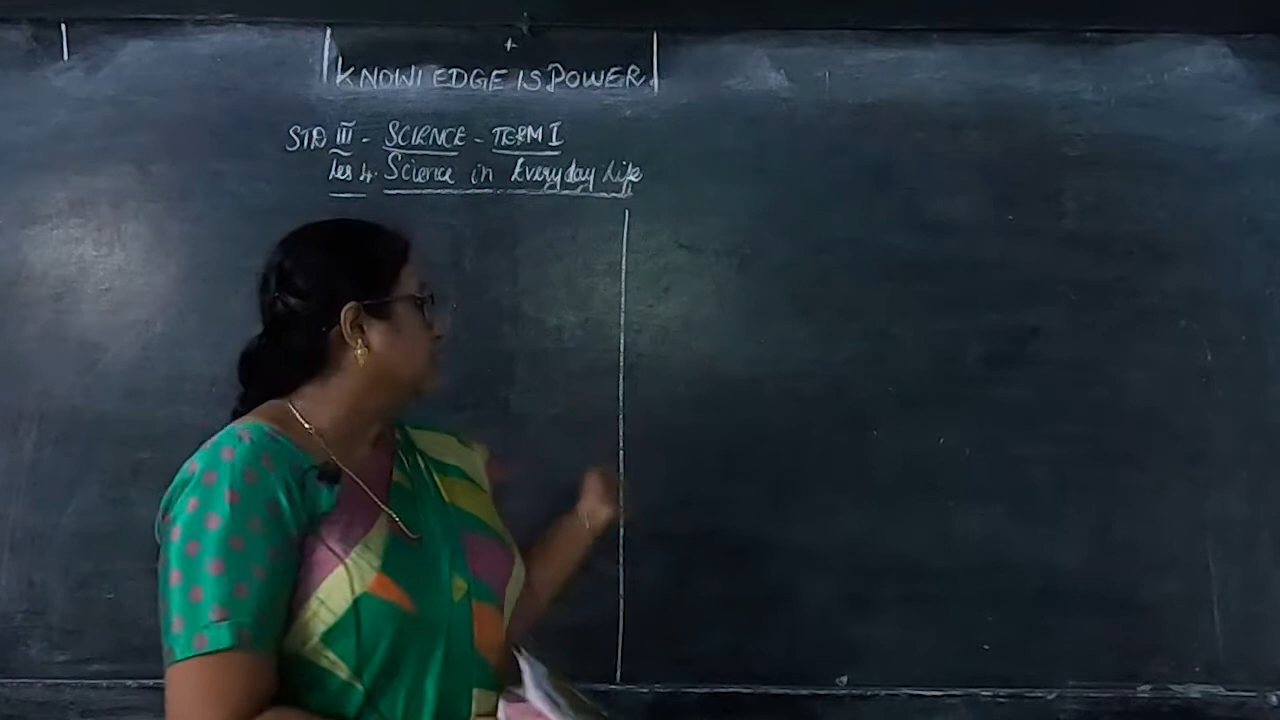 +
KNOWLEDGE IS POWER.
STD III - SCIENCE - TERM I
Les 4. Science in Everyday Life